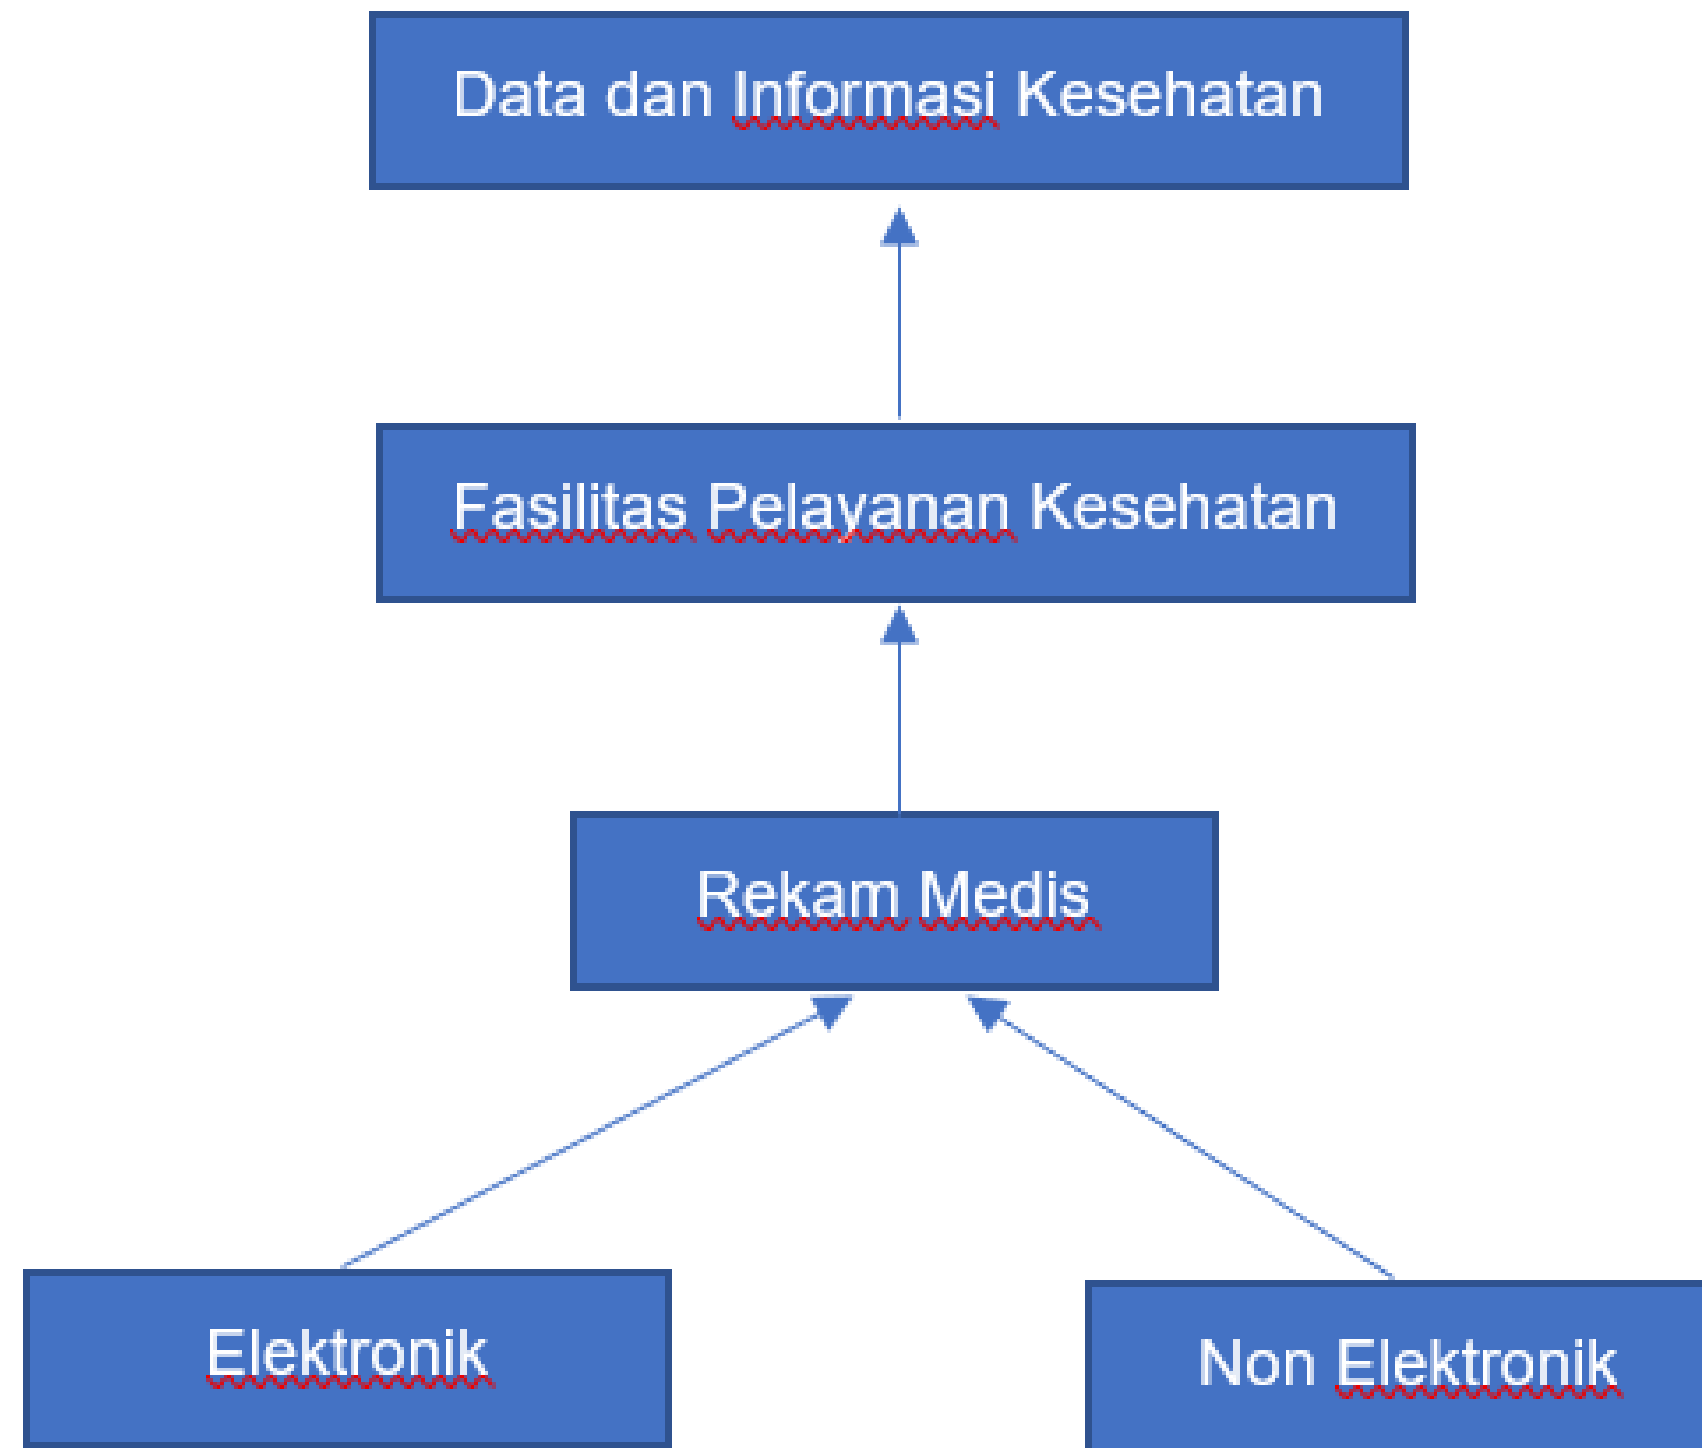 Data dan Informasi Kesehatan
Fasilitas Pelayanan Kesehatan
Rekam Medis
Elektronik
Non Elektronik